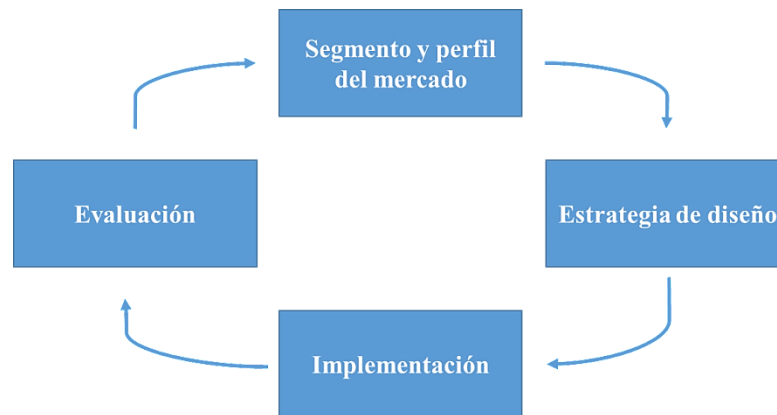 Segmento y perfil
del mercado
Evaluación
Estrategia de diseño
Implementación